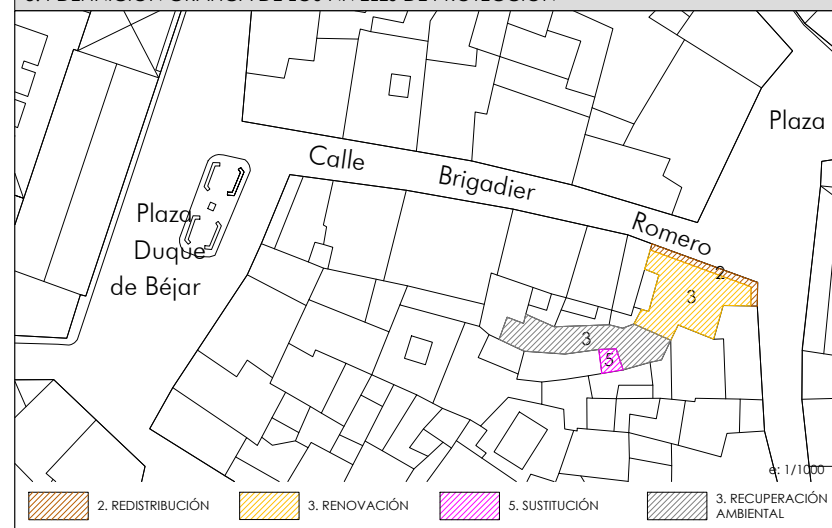 Plaza
Calle
Brigadier
Romero
Plaza
Duque
de Béjar
2
3
3
5
e: 1/1000
2. REDISTRIBUCIÓN
3. RENOVACIÓN
5. SUSTITUCIÓN
3. RECUPERACIÓN
AMBIENTAL